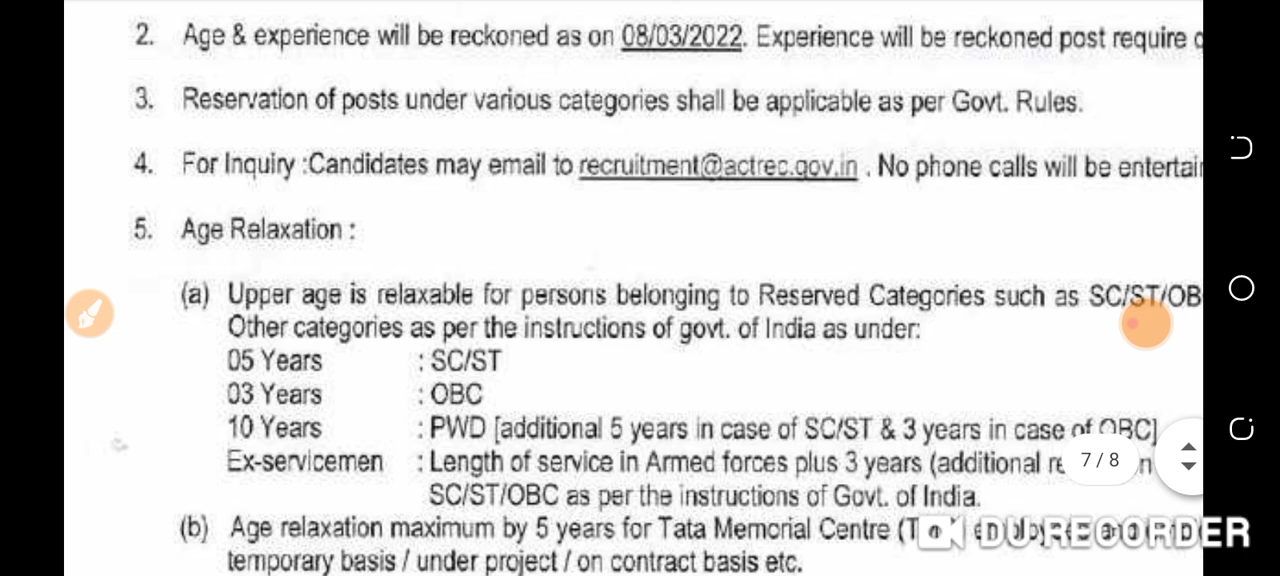 2. Age & experience will be reckoned as on 08/03/2022. Experience will be reckoned post require
3. Reservation of posts under various categories shall be applicable as per Govt. Rules.
4. For Inquiry :Candidates may email to recruitment@actrec.gov.in . No phone calls will be
5. Age Relaxation :
(a) Upper age is relaxable for persons belonging to Reserved Categories such as SC/ST/OB
Other categories as per the instructions of govt. of India as under:
05 Years : SC/ST
03 Years : OBC
10 Years : PWD [additional 5 years in case of SC/ST & 3 years in case of OBC]
Ex-servicemen : Length of service in Armed forces plus 3 years (additional
7 / 8
SC/ST/OBC as per the instructions of Govt. of India.
(b) Age relaxation maximum by 5 years for Tata Memorial Centre
DU RECORDER
temporary basis / under project / on contract basis etc.